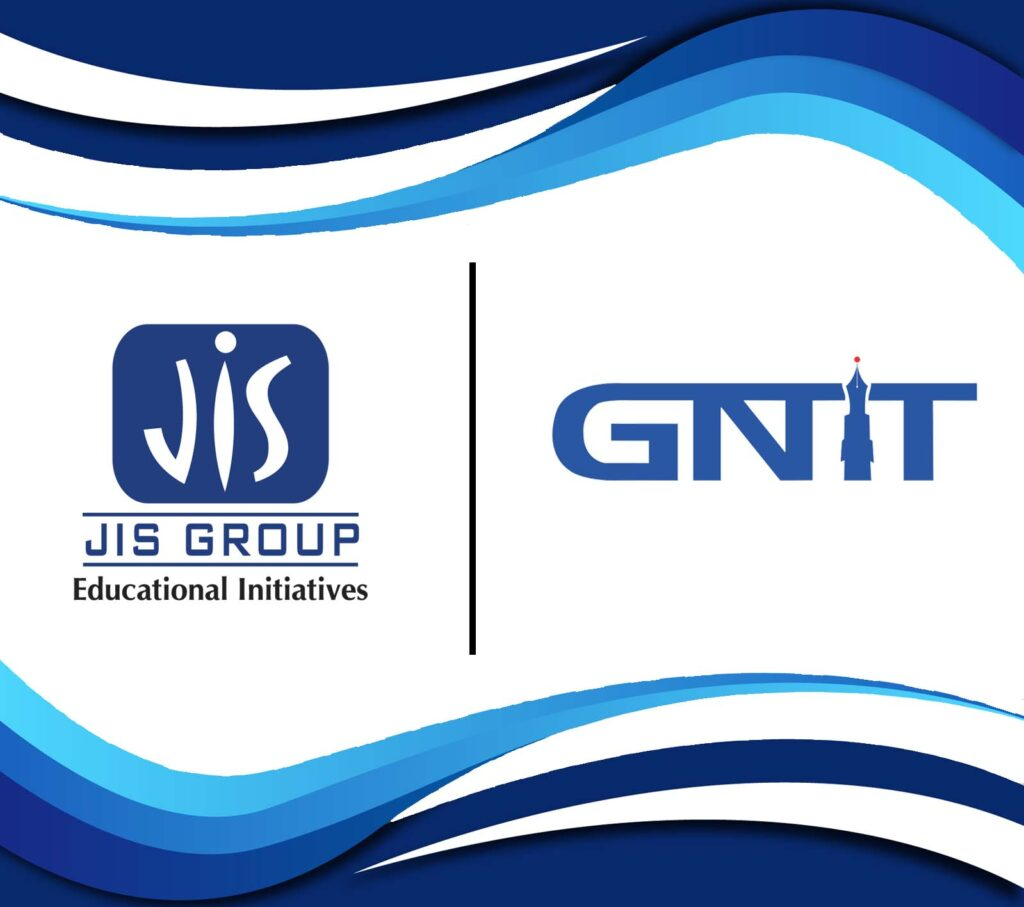 JIS
JIS GROUP
Educational Initiatives
GNIT